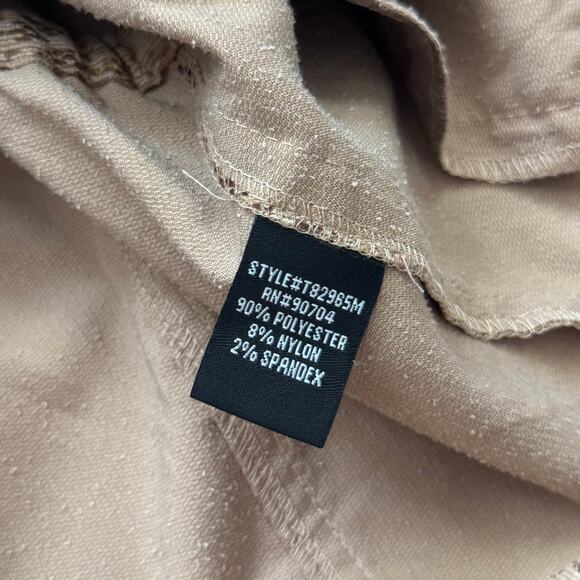 STYLE#T82965M
RN#90704
90% POLYESTER
8% NYLON
2% SPANDEX